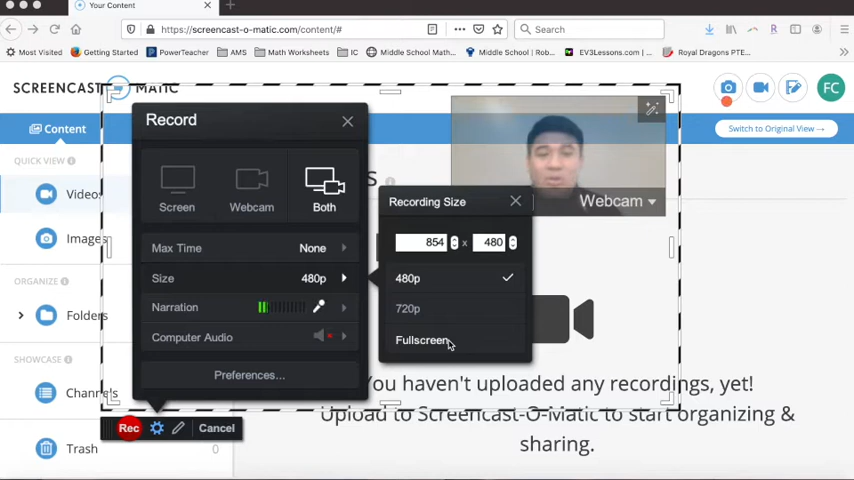 Your Content
https://screencast-o-matic.com/content/#
Search
Most Visited
Getting Started
PowerTeacher
AMS
Math Worksheets
IC
Middle School Math...
Middle School | Rob...
EV3Lessons.com ...
Royal Dragons PTE...
SCREENCAST MATIC
FC
Content
Switch to Original View →
QUICK VIEW
Videos
Images
ORGANIZE
Folders
SHOWCASE
Channels
Trash
0
Record
Screen
Webcam
Both
Max Time
None
Size
480p
Narration
Computer Audio
Preferences...
Rec
Cancel
Recording Size
854 x 480
480p
720p
Fullscreen
Webcam
You haven't uploaded any recordings, yet!
Upload to Screencast-O-Matic to start organizing &
sharing.